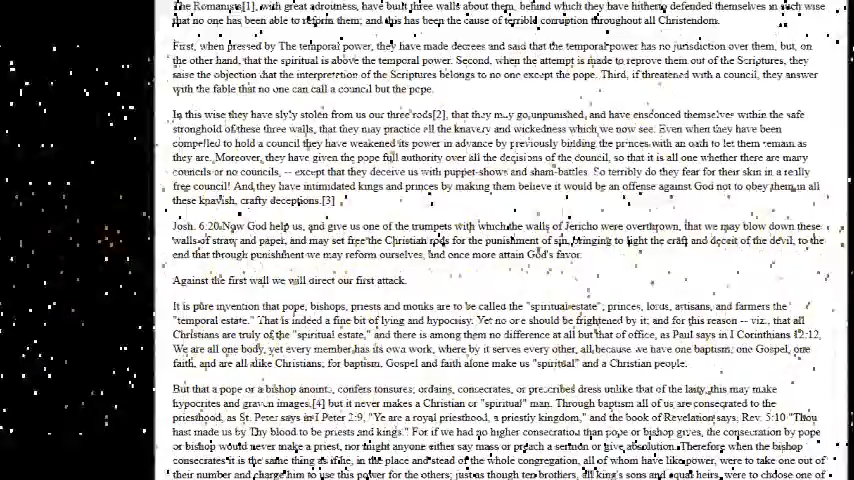 The Romanists[1], with great adroitness, have built three walls about them, behind which they have hitherto defended themselves in such wise
that no one has been able to reform them; and this has been the cause of terrible corruption throughout all Christendom.
First, when pressed by The temporal power, they have made decrees and said that the temporal power has no jurisdiction over them, but, on
the other hand, that the spiritual is above the temporal power. Second, when the attempt is made to reprove them out of the Scriptures, they
raise the objection that the interpretation of the Scriptures belongs to no one except the pope. Third, if threatened with a council, they answer
with the fable that no one can call a council but the pope.
In this wise they have slyly stolen from us our three rods[2], that they may go unpunished, and have ensconced themselves within the safe
stronghold of these three walls, that they may practice all the knavery and wickedness which we now see. Even when they have been
compelled to hold a council they have weakened its power in advance by previously binding the princes with an oath to let them remain as
they are. Moreover, they have given the pope full authority over all the decisions of the council, so that it is all one whether there are many
councils or no councils, -- except that they deceive us with puppet-shows and sham-battles. So terribly do they fear for their skin in a really
free council! And they have intimidated kings and princes by making them believe it would be an offense against God not to obey them in all
these knavish, crafty deceptions.[3]
Josh. 6:20 Now God help us, and give us one of the trumpets with which the walls of Jericho were overthrown, that we may blow down these
walls of straw and paper, and may set free the Christian rods for the punishment of sin, bringing to light the craft and deceit of the devil, to the
end that through punishment we may reform ourselves, and once more attain God's favor.
Against the first wall we will direct our first attack.
It is pure invention that pope, bishops, priests and monks are to be called the "spiritual estate"; princes, lords, artisans, and farmers the
"temporal estate." That is indeed a fine bit of lying and hypocrisy. Yet no one should be frightened by it; and for this reason -- viz., that all
Christians are truly of the "spiritual estate," and there is among them no difference at all but that of office, as Paul says in I Corinthians 12:12,
We are all one body, yet every member has its own work, where by it serves every other, all because we have one baptism, one Gospel, one
faith, and are all alike Christians; for baptism, Gospel and faith alone make us "spiritual" and a Christian people.
But that a pope or a bishop anoints, confers tonsures; ordains, consecrates, or prescribes dress unlike that of the laity, this may make
hypocrites and graven images,[4] but it never makes a Christian or "spiritual" man. Through baptism all of us are consecrated to the
priesthood, as St. Peter says in I Peter 2:9, "Ye are a royal priesthood, a priestly kingdom," and the book of Revelation says, Rev. 5:10 "Thou
hast made us by Thy blood to be priests and kings." For if we had no higher consecration than pope or bishop gives, the consecration by pope
or bishop would never make a priest, nor might anyone either say mass or preach a sermon or give absolution. Therefore when the bishop
consecrates it is the same thing as if he, in the place and stead of the whole congregation, all of whom have like power, were to take one out of
their number and charge him to use this power for the others; just as though ten brothers, all king's sons and equal heirs, were to choose one of